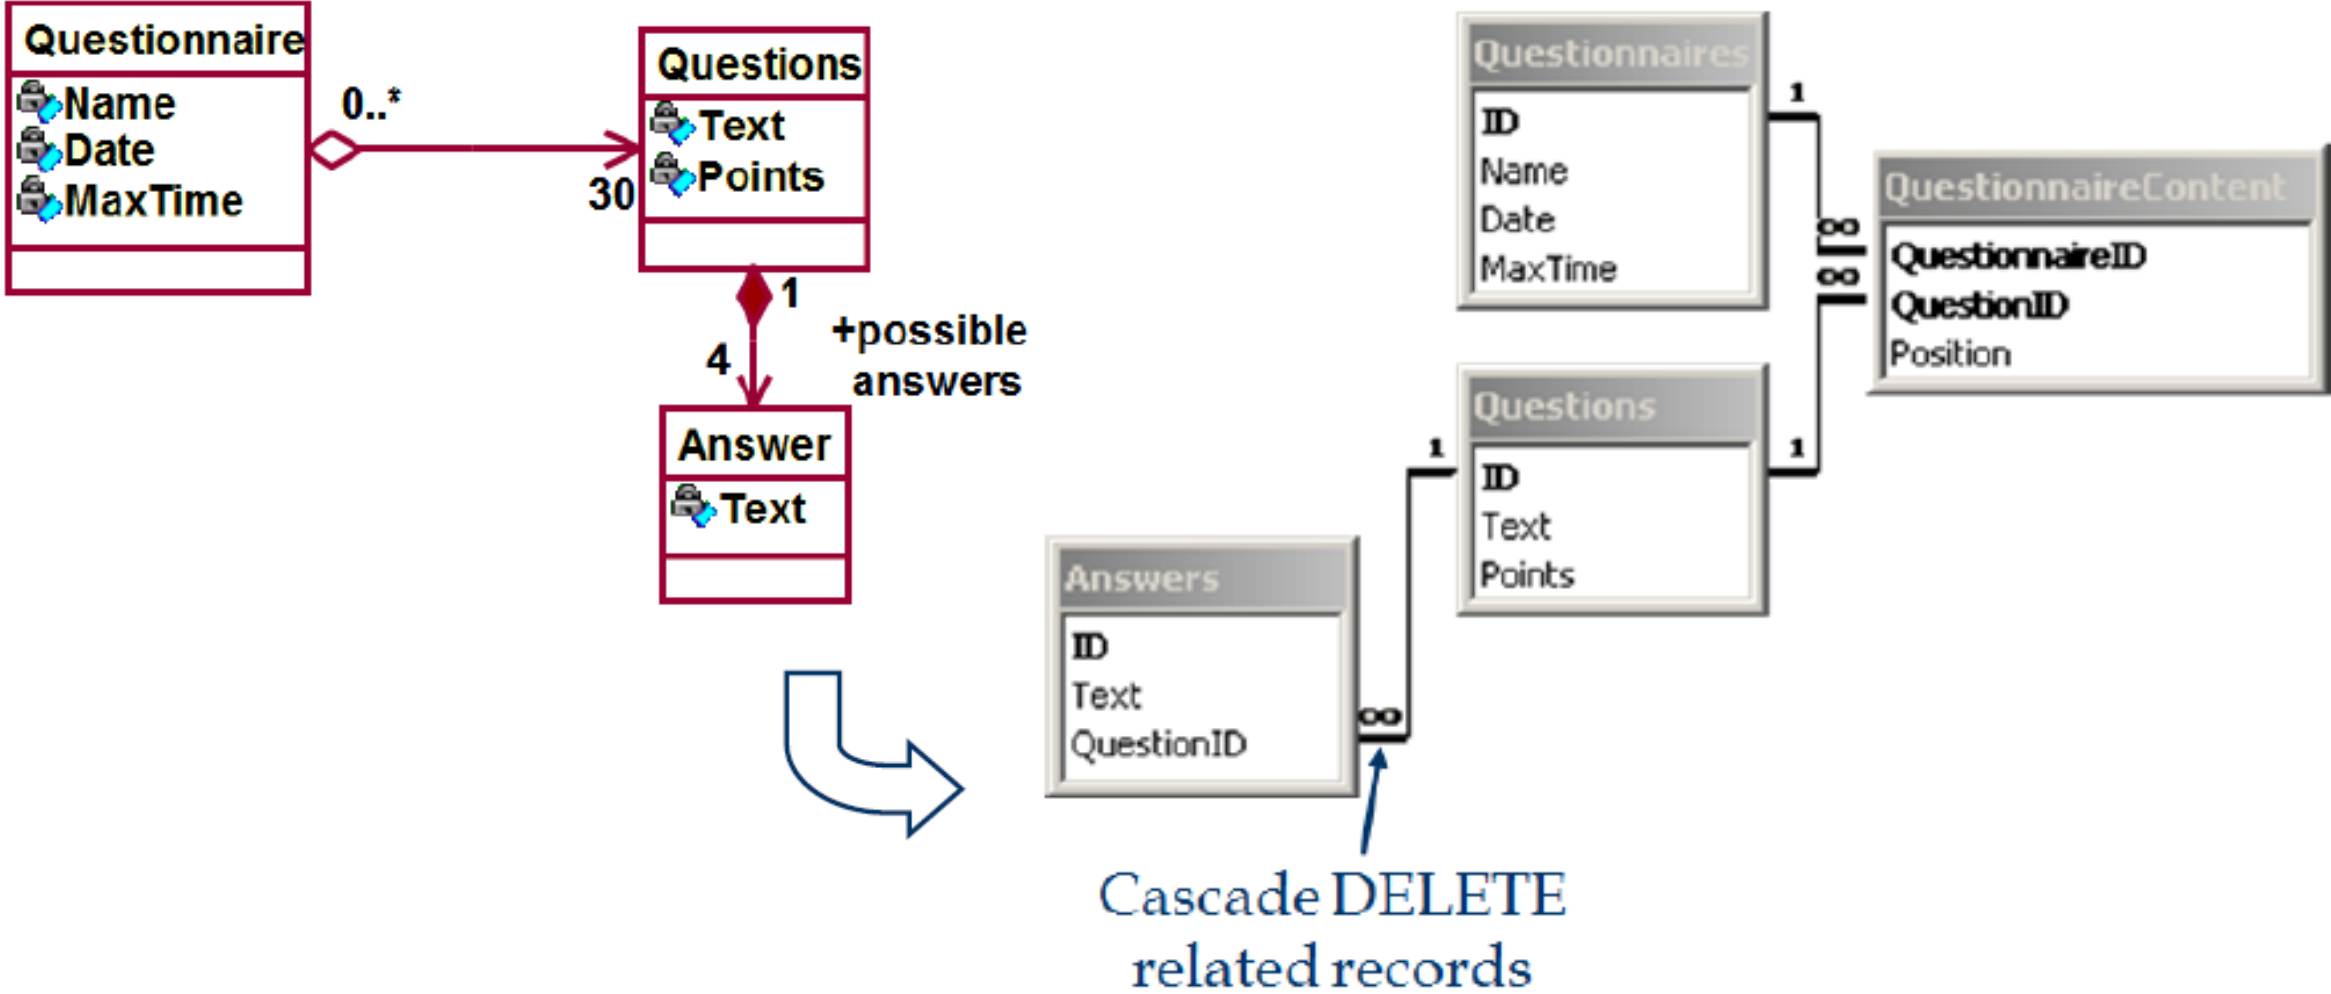 Questionnaire
Name
Date
MaxTime
0..*
30
Questions
Text
Points
1
4
+possible
answers
Answer
Text
Questionnaires
ID
Name
Date
MaxTime
1
∞
∞
QuestionnaireContent
QuestionnaireID
QuestionID
Position
Questions
ID
Text
Points
1
1
Answers
ID
Text
QuestionID
∞
Cascade DELETE
related records